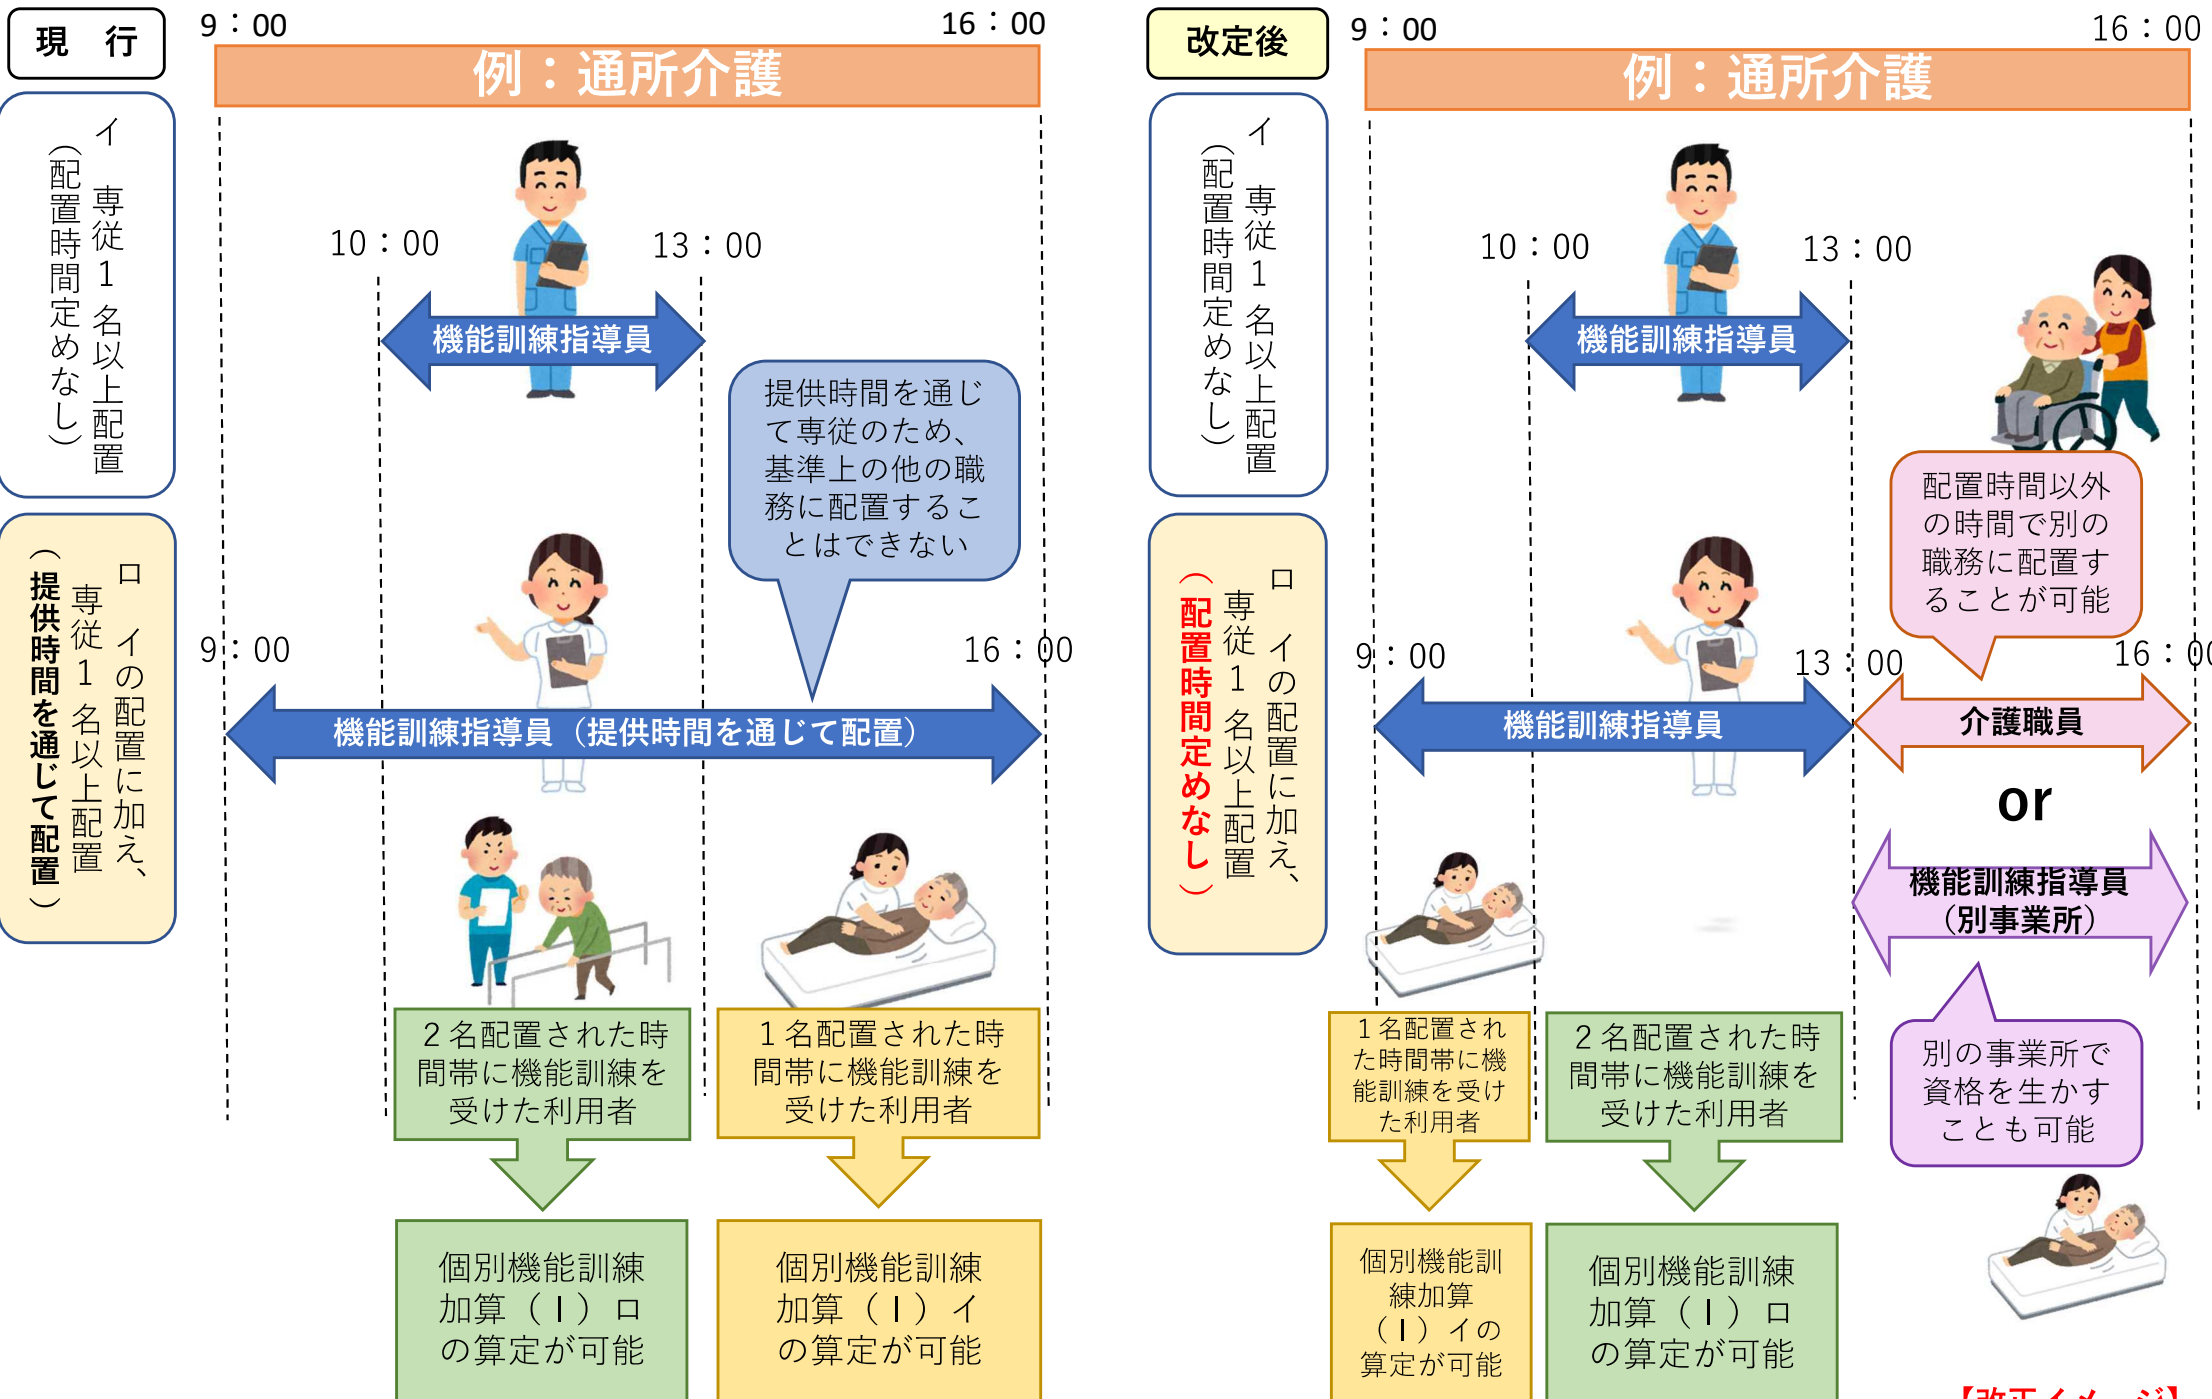 現　行
9：00
16：00
例：通所介護
イ　専従１名以上配置
（配置時間定めなし）
10：00
13：00
機能訓練指導員
提供時間を通じ
て専従のため、
基準上の他の職
務に配置するこ
とはできない
ロ　イの配置に加え、
専従１名以上配置
（提供時間を通じて配置）
9：00
16：00
機能訓練指導員（提供時間を通じて配置）
２名配置された時
間帯に機能訓練を
受けた利用者
１名配置された時
間帯に機能訓練を
受けた利用者
個別機能訓練
加算（Ⅰ）ロ
の算定が可能
個別機能訓練
加算（Ⅰ）イ
の算定が可能
改定後
9：00
16：00
例：通所介護
イ　専従１名以上配置
（配置時間定めなし）
10：00
13：00
機能訓練指導員
配置時間以外
の時間で別の
職務に配置す
ることが可能
ロ　イの配置に加え、
専従１名以上配置
（配置時間定めなし）
9：00
13：00
16：00
機能訓練指導員
介護職員
or
機能訓練指導員
（別事業所）
別の事業所で
資格を生かす
ことも可能
１名配置され
た時間帯に機
能訓練を受け
た利用者
２名配置された時
間帯に機能訓練を
受けた利用者
個別機能訓
練加算
（Ⅰ）イの
算定が可能
個別機能訓練
加算（Ⅰ）ロ
の算定が可能
【改正イメージ】